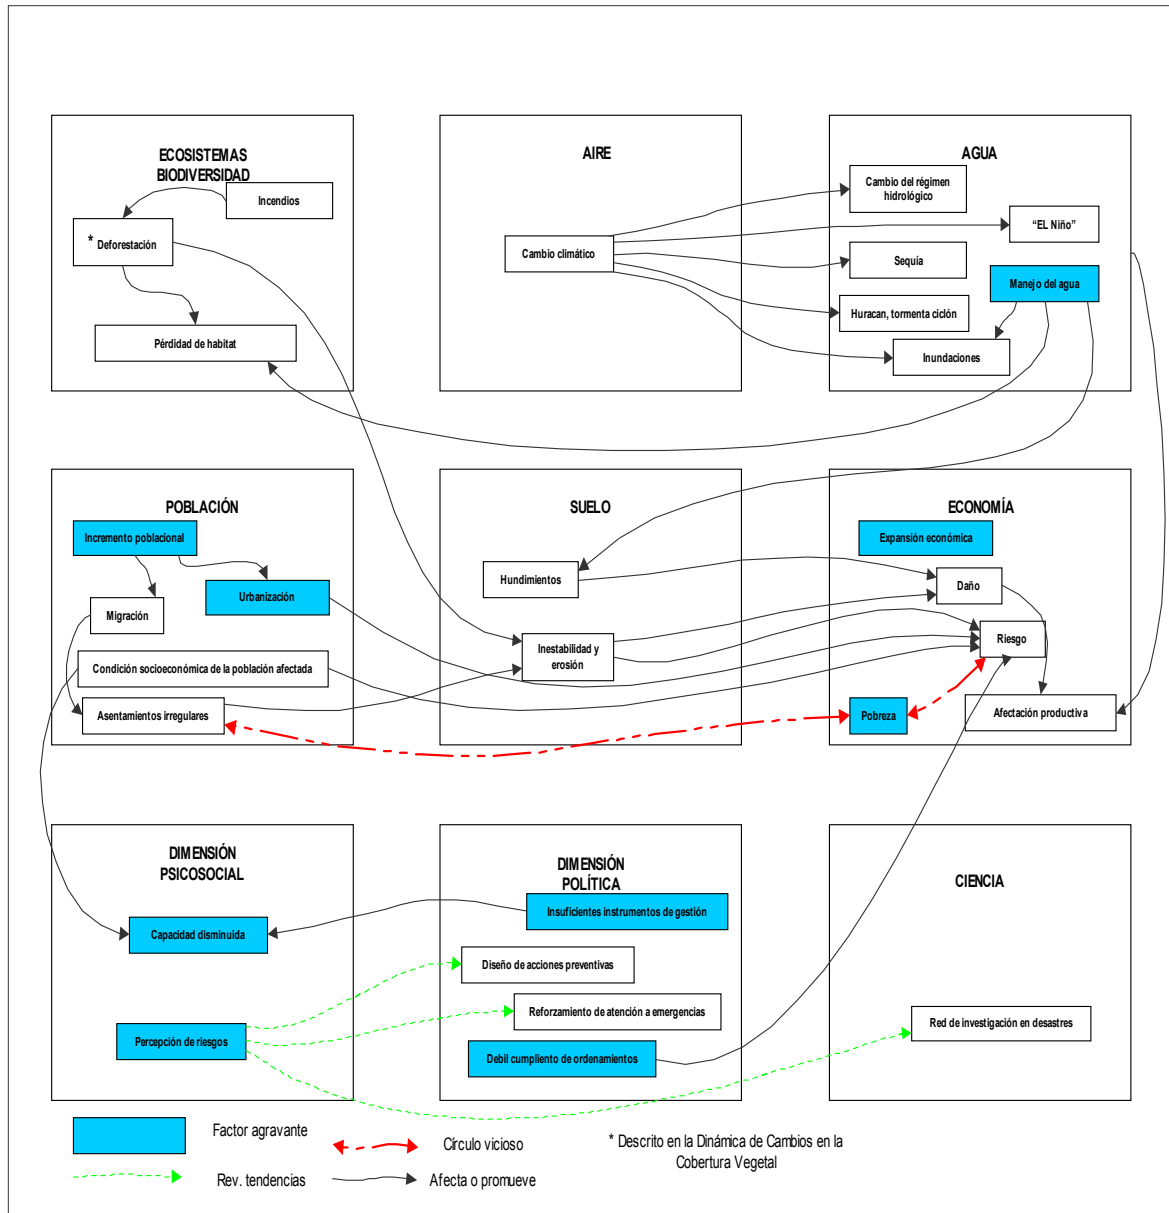 ECOSISTEMAS
BIODIVERSIDAD
Incendios
* Deforestación
Pérdidad de habitat
AIRE
Cambio climático
AGUA
Cambio del régimen
hidrológico
“EL Niño”
Sequía
Manejo del agua
Huracan, tormenta ciclón
Inundaciones
POBLACIÓN
Incremento poblacional
Urbanización
Migración
Condición socioeconómica de la población afectada
Asentamientos irregulares
SUELO
Hundimientos
Inestabilidad y
erosión
ECONOMÍA
Expansión económica
Daño
Riesgo
Pobreza
Afectación productiva
DIMENSIÓN
PSICOSOCIAL
Capacidad disminuida
Percepción de riesgos
DIMENSIÓN
POLÍTICA
Insuficientes instrumentos de gestión
Diseño de acciones preventivas
Reforzamiento de atención a emergencias
Debil cumpliento de ordenamientos
CIENCIA
Red de investigación en desastres
Factor agravante
Círculo vicioso
* Descrito en la Dinámica de Cambios en la
Cobertura Vegetal
Rev. tendencias
Afecta o promueve